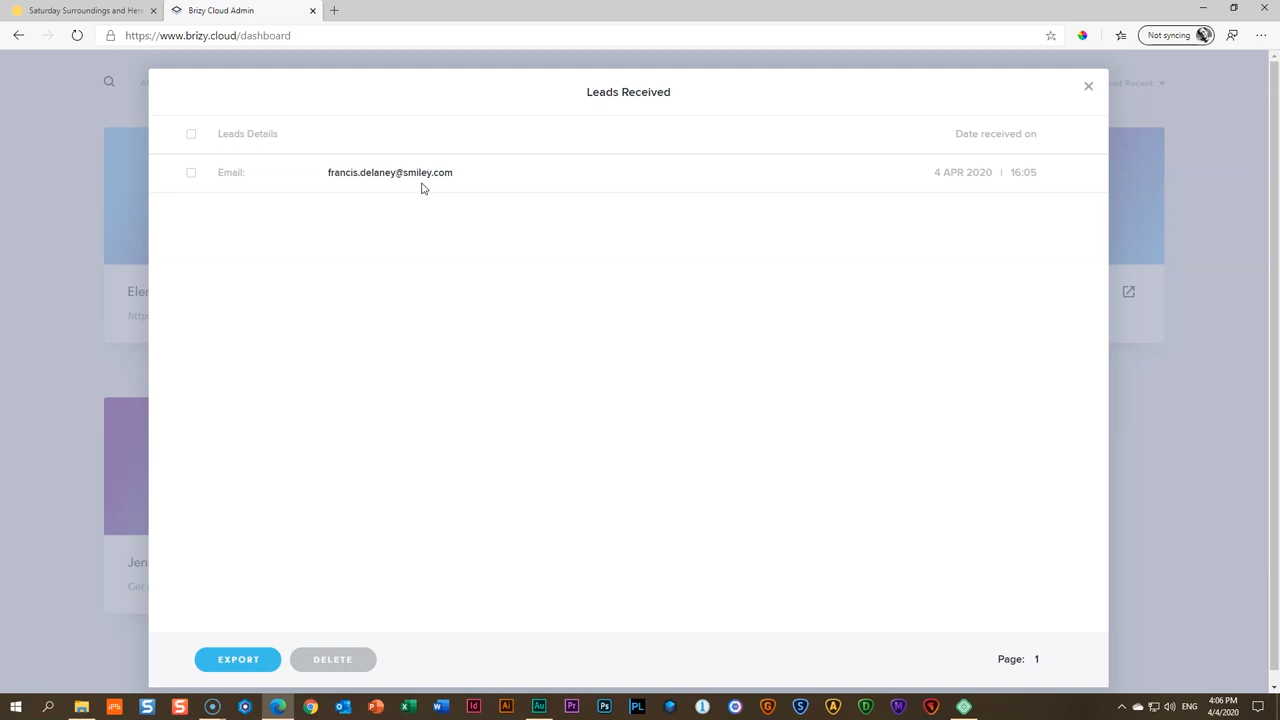 Saturday Surroundings and Here
Brizy Cloud Admin
https://www.brizy.cloud/dashboard
Not syncing
Leads Received
Leads Details
Date received on
Email:
francis.delaney@smiley.com
4 APR 2020 | 16:05
Page: 1
EXPORT
DELETE
4:06 PM
ENG
4/4/2020